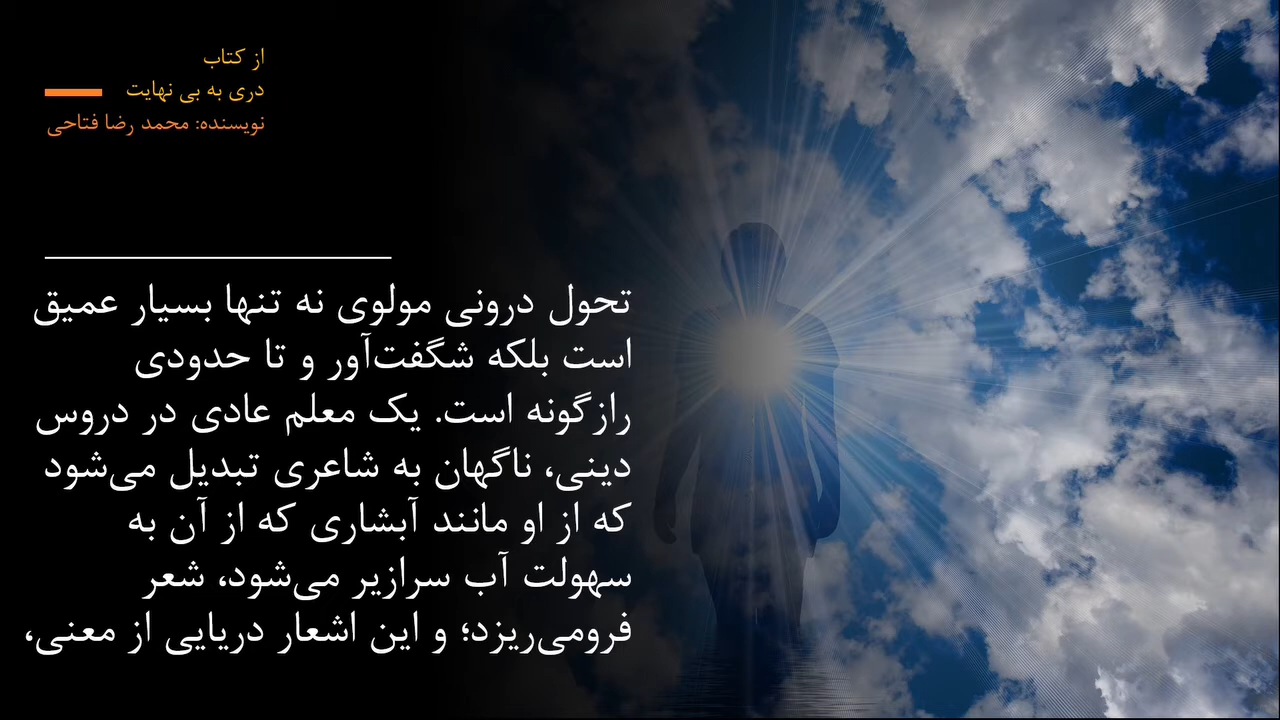 از کتاب
دری به بی نهایت
نویسنده: محمد رضا فتاحی
تحول درونی مولوی نه تنها بسیار عمیق
است بلکه شگفت‌آور و تا حدودی
رازگونه است. یک معلم عادی در دروس
دینی، ناگهان به شاعری تبدیل می‌شود
که از او مانند آبشاری که از آن به
سهولت آب سرازیر می‌شود، شعر
فرومی‌ریزد؛ و این اشعار دریایی از معنی،